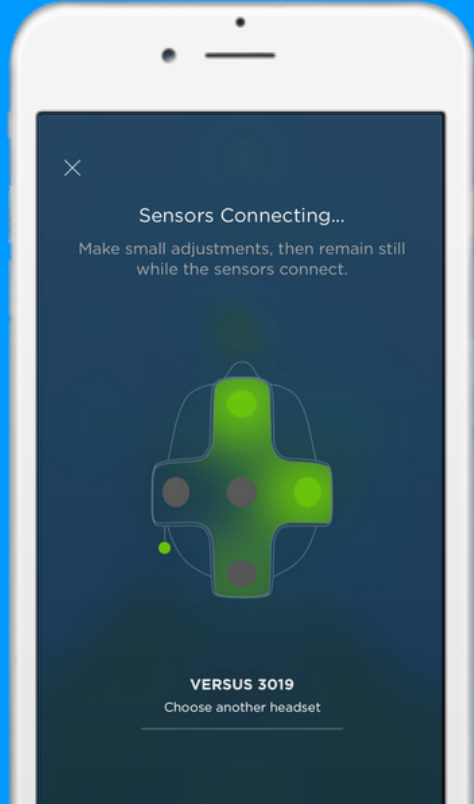 Sensors Connecting...
Make small adjustments, then remain still
while the sensors connect.
VERSUS 3019
Choose another headset